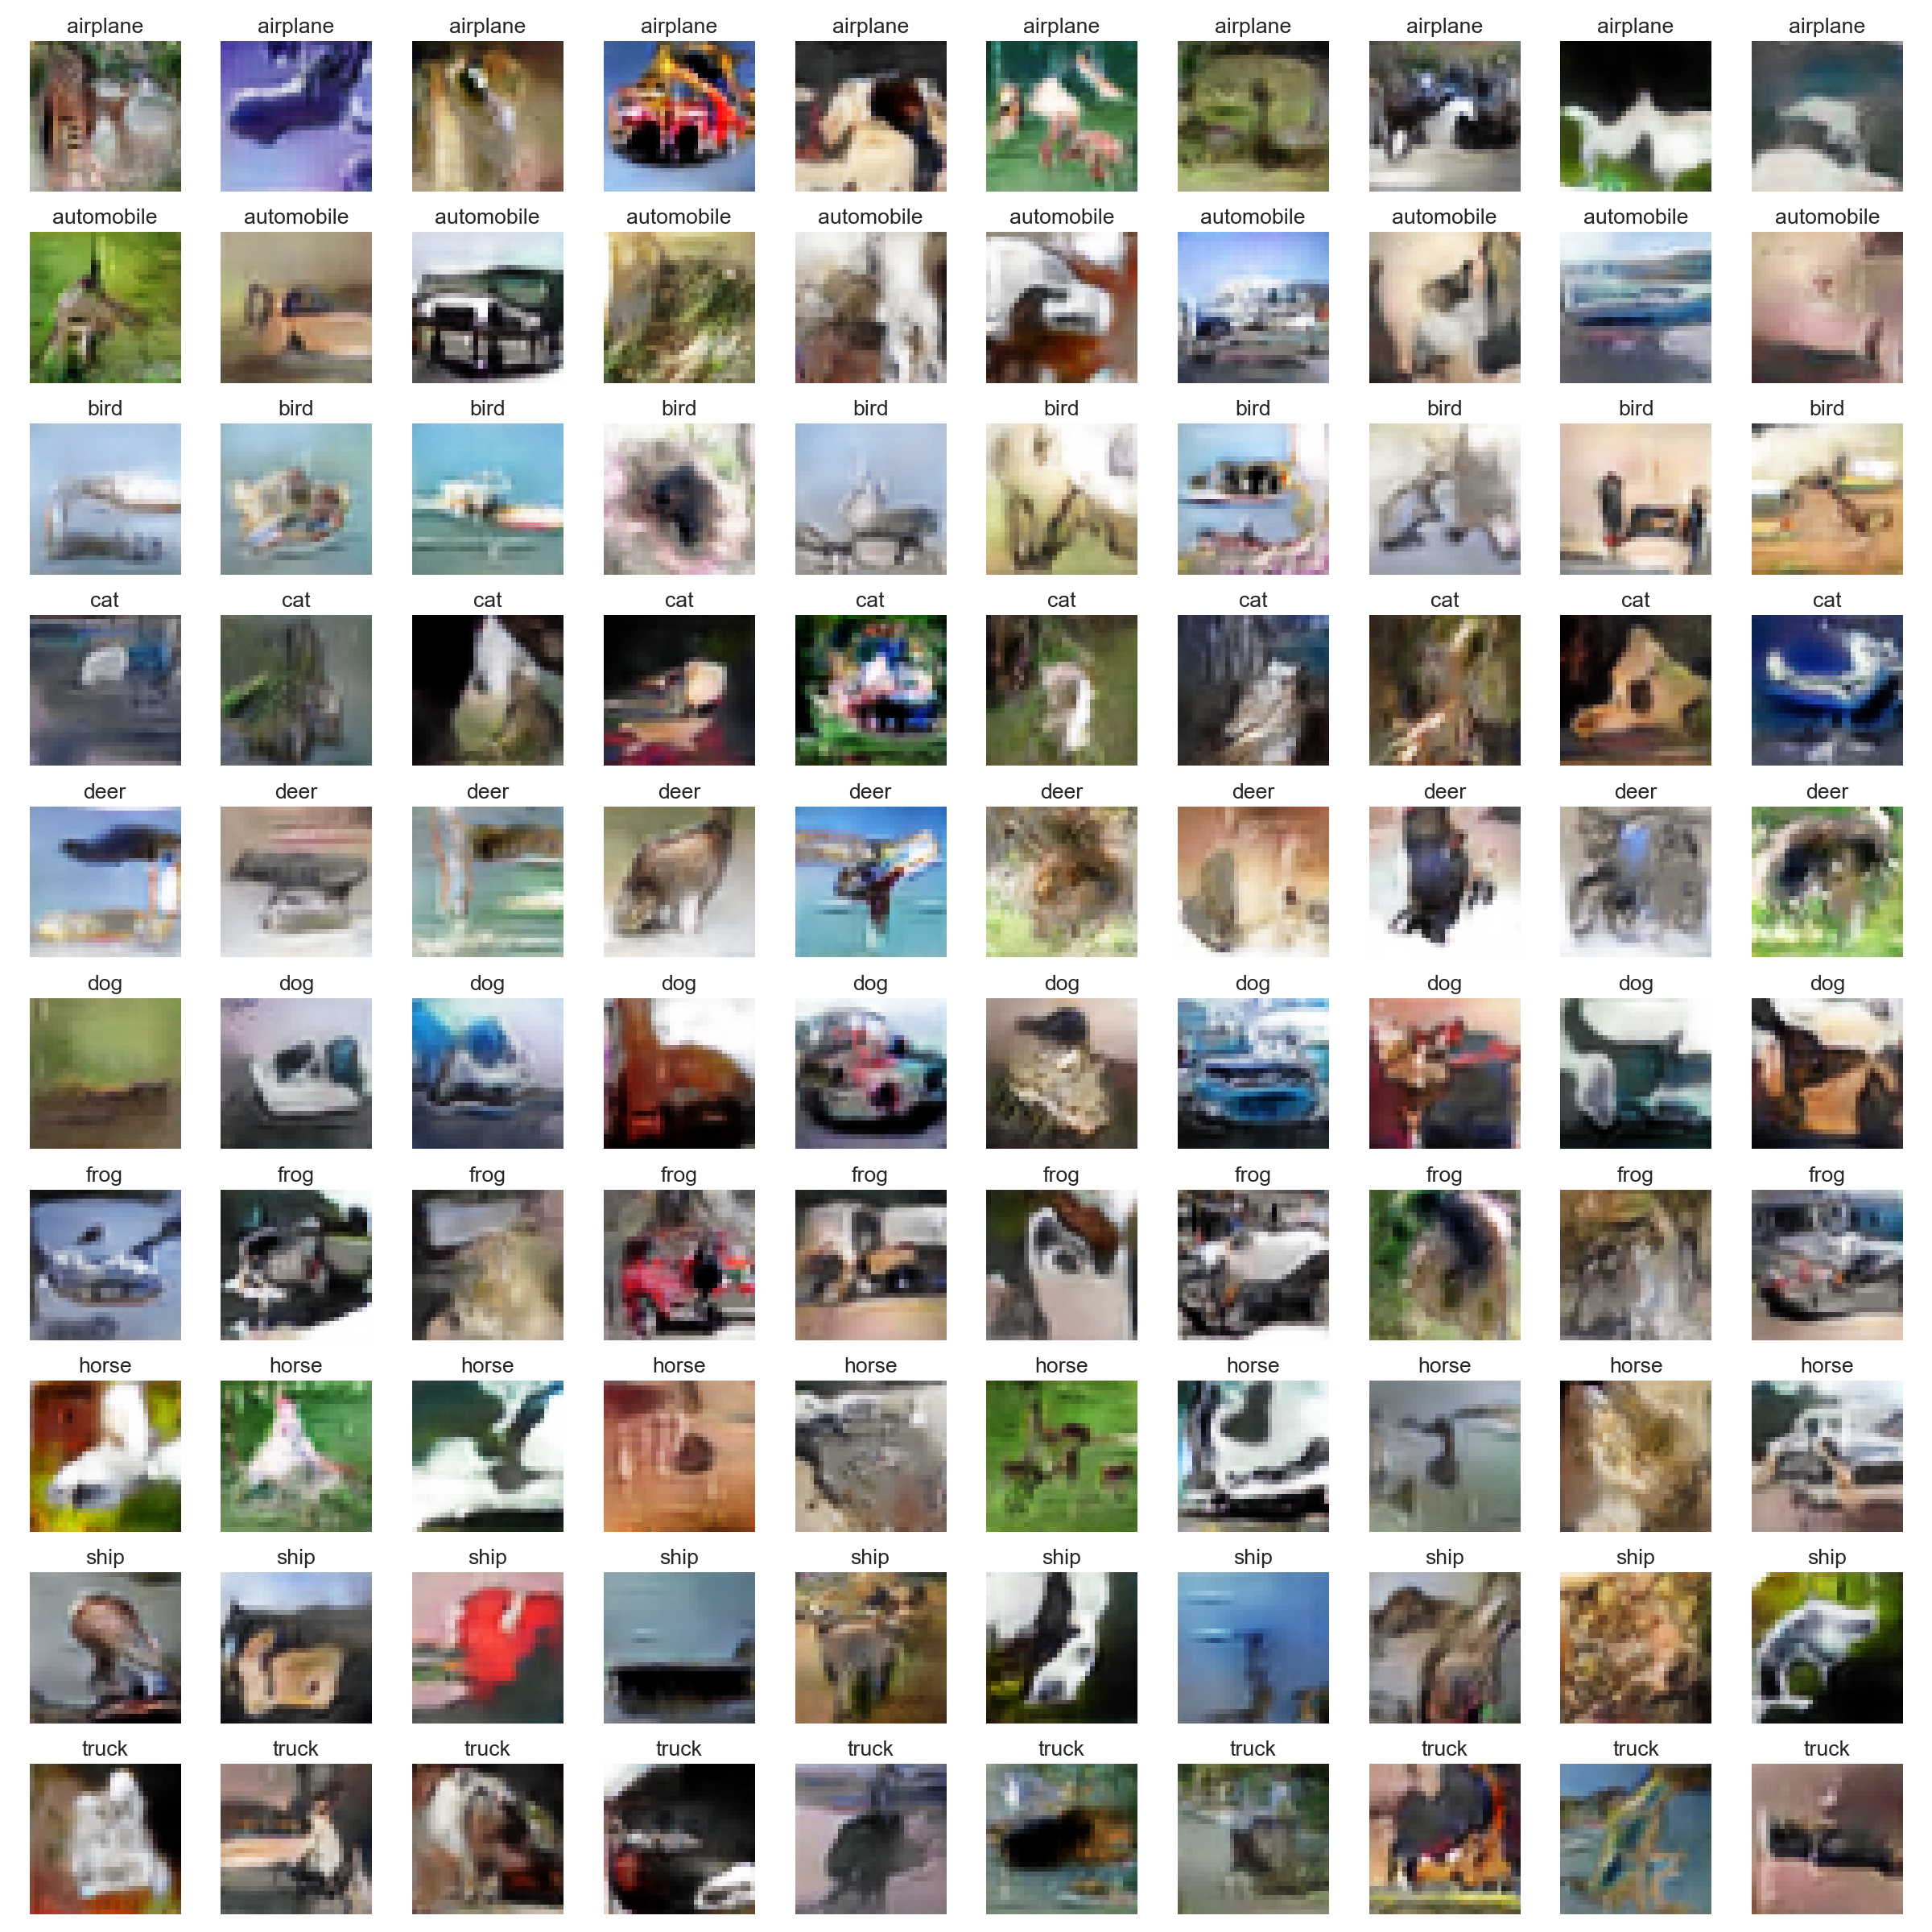 airplane airplane airplane airplane airplane airplane airplane airplane airplane airplane
automobile automobile automobile automobile automobile automobile automobile automobile automobile automobile
bird bird bird bird bird bird bird bird bird bird
cat cat cat cat cat cat cat cat cat cat
deer deer deer deer deer deer deer deer deer deer
dog dog dog dog dog dog dog dog dog dog
frog frog frog frog frog frog frog frog frog frog
horse horse horse horse horse horse horse horse horse horse
ship ship ship ship ship ship ship ship ship ship
truck truck truck truck truck truck truck truck truck truck